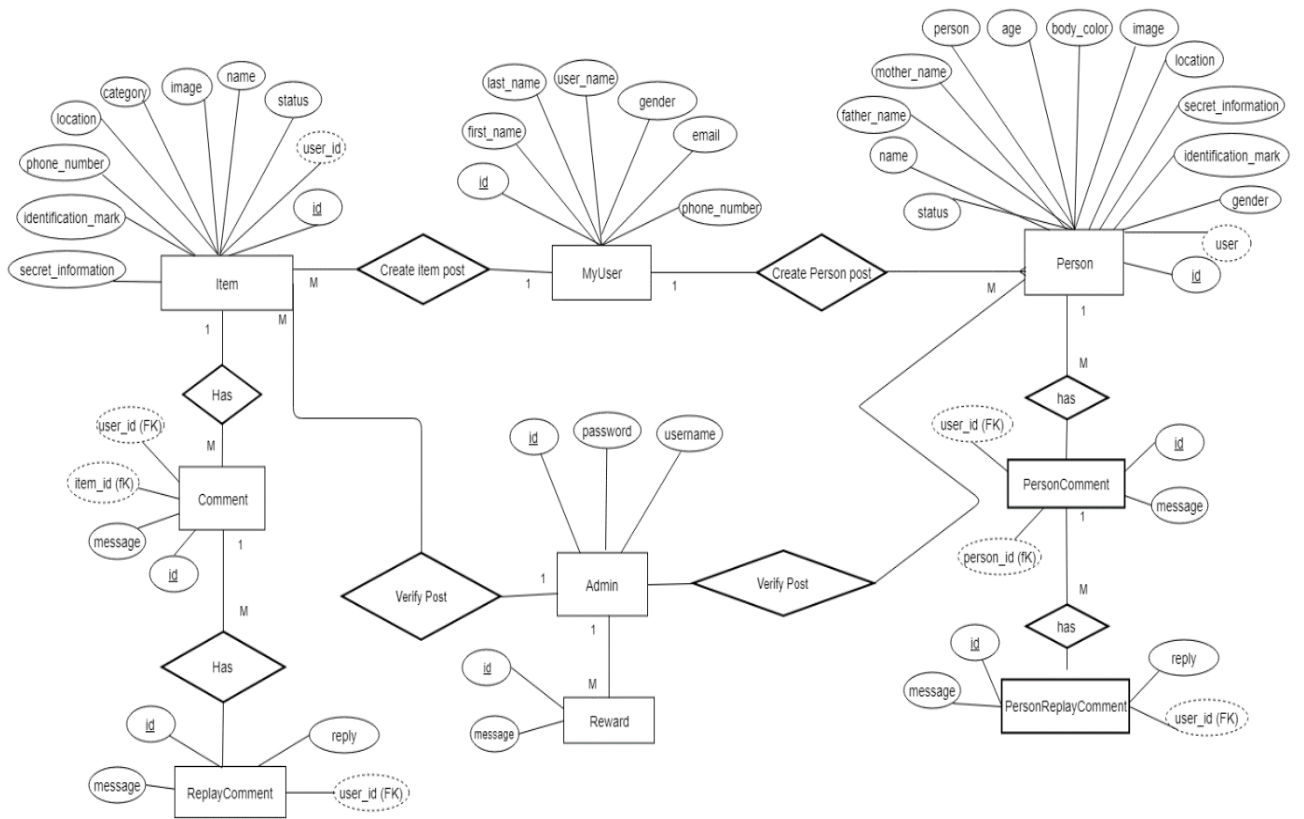 person
age
body_color
image
location
mother_name
father_name
secret_information
identification_mark
name
gender
status
user
id
Person
last_name
user_name
gender
first_name
email
id
phone_number
MyUser
name
image
category
status
location
user_id
phone_number
id
identification_mark
secret_information
Item
Create item post
M
1
Create Person post
1
M
1
M
Has
M
user_id (FK)
item_id (fK)
message
id
Comment
1
M
Has
id
reply
message
user_id (FK)
ReplayComment
Verify Post
1
id
password
username
Admin
Verify Post
1
M
id
message
Reward
1
M
has
user_id (FK)
id
PersonComment
message
person_id (fK)
1
M
has
id
reply
message
PersonReplayComment
user_id (FK)